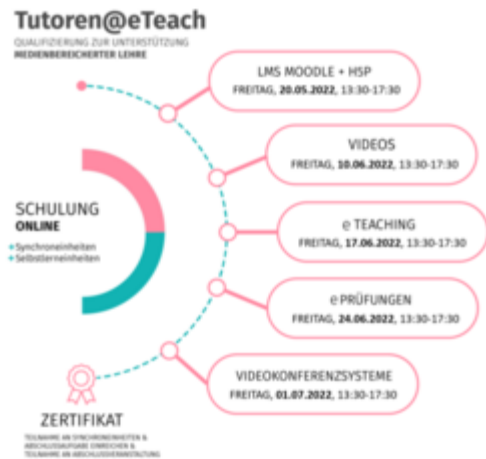 Tutoren@eTeach
QUALIFIZIERUNG ZUR UNTERSTÜTZUNG
MEDIENBEREICHERTER LEHRE
LMS MOODLE + H5P
FREITAG, 20.05.2022, 13:30-17:30
VIDEOS
FREITAG, 10.06.2022, 13:30-17:30
e TEACHING
FREITAG, 17.06.2022, 13:30-17:30
e PRÜFUNGEN
FREITAG, 24.06.2022, 13:30-17:30
VIDEOKONFERENZSYSTEME
FREITAG, 01.07.2022, 13:30-17:30
SCHULUNG
ONLINE
+Synchroneinheiten
+Selbstlerneinheiten
ZERTIFIKAT
TEILNAHME AN SYNCHRONEINHEITEN &
ABSCHLUSSAUFGABE EINREICHEN &
TEILNAHME AN ABSCHLUSSVERANSTALTUNG